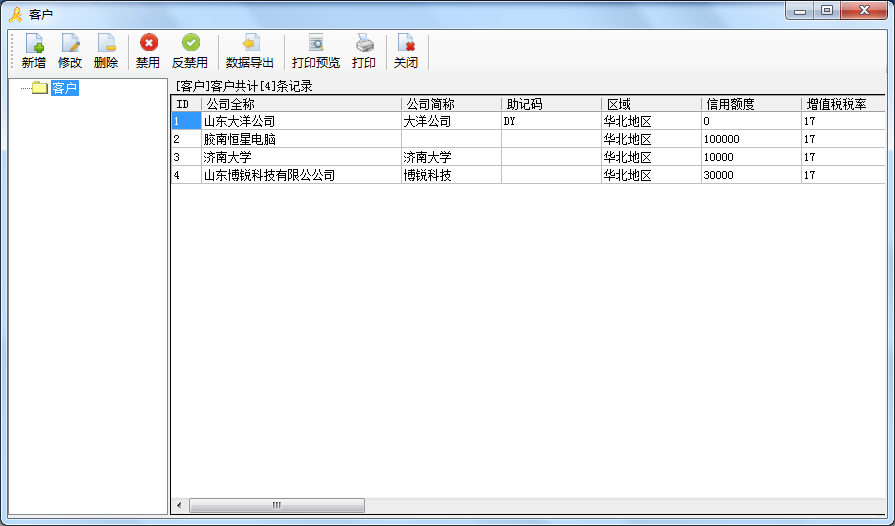 客户
新增 修改 删除 禁用 反禁用 数据导出 打印预览 打印 关闭
客户
[客户]客户共计[4]条记录
ID 公司全称 公司简称 助记码 区域 信用额度 增值税税率
1 山东大洋公司 大洋公司 DY 华北地区 0 17
2 胶南恒星电脑 华北地区 100000 17
3 济南大学 济南大学 华北地区 10000 17
4 山东博锐科技有限公公司 博锐科技 华北地区 30000 17